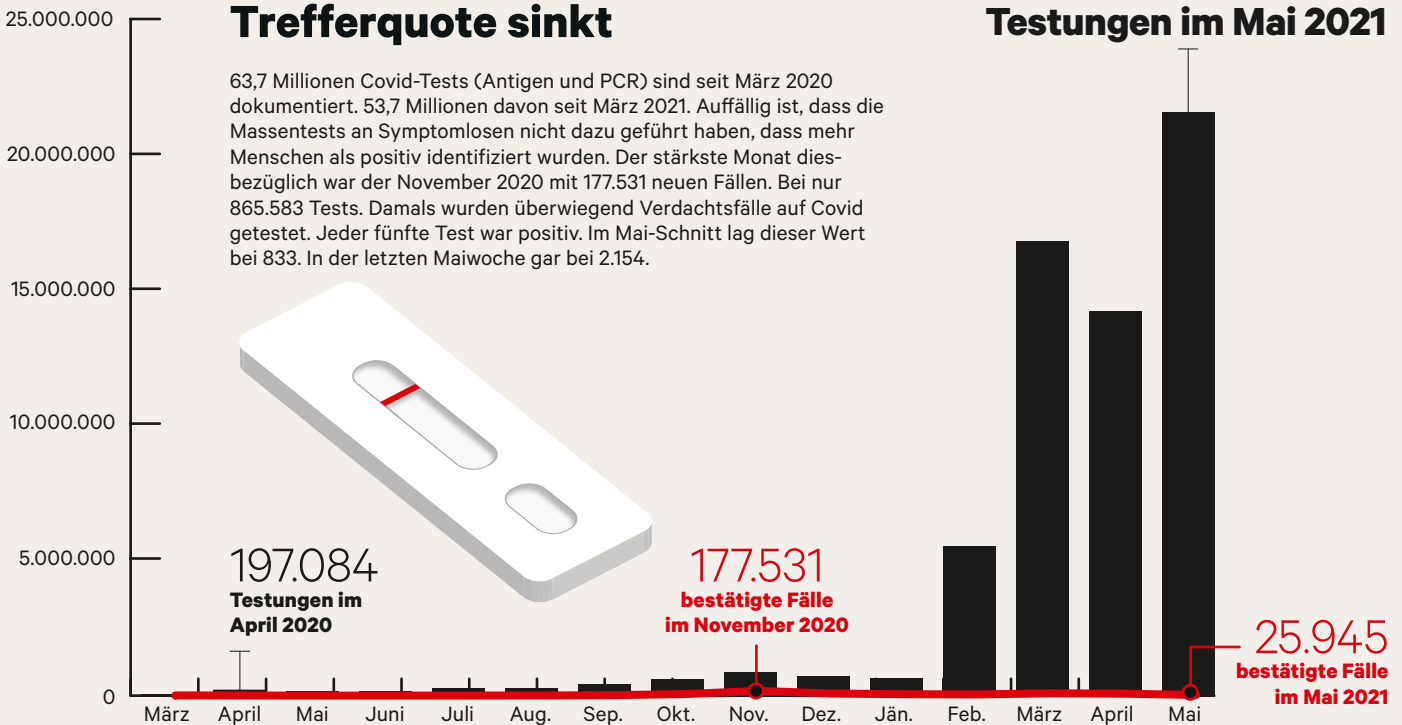 Trefferquote sinkt
63,7 Millionen Covid-Tests (Antigen und PCR) sind seit März 2020
dokumentiert. 53,7 Millionen davon seit März 2021. Auffällig ist, dass die
Massentests an Symptomlosen nicht dazu geführt haben, dass mehr
Menschen als positiv identifiziert wurden. Der stärkste Monat dies-
bezüglich war der November 2020 mit 177.531 neuen Fällen. Bei nur
865.583 Tests. Damals wurden überwiegend Verdachtsfälle auf Covid
getestet. Jeder fünfte Test war positiv. Im Mai-Schnitt lag dieser Wert
bei 833. In der letzten Maiwoche gar bei 2.154.
Testungen im Mai 2021
25.000.000
20.000.000
15.000.000
10.000.000
5.000.000
0
197.084
Testungen im
April 2020
177.531
bestätigte Fälle
im November 2020
25.945
bestätigte Fälle
im Mai 2021
März April Mai Juni Juli Aug. Sep. Okt. Nov. Dez. Jän. Feb. März April Mai